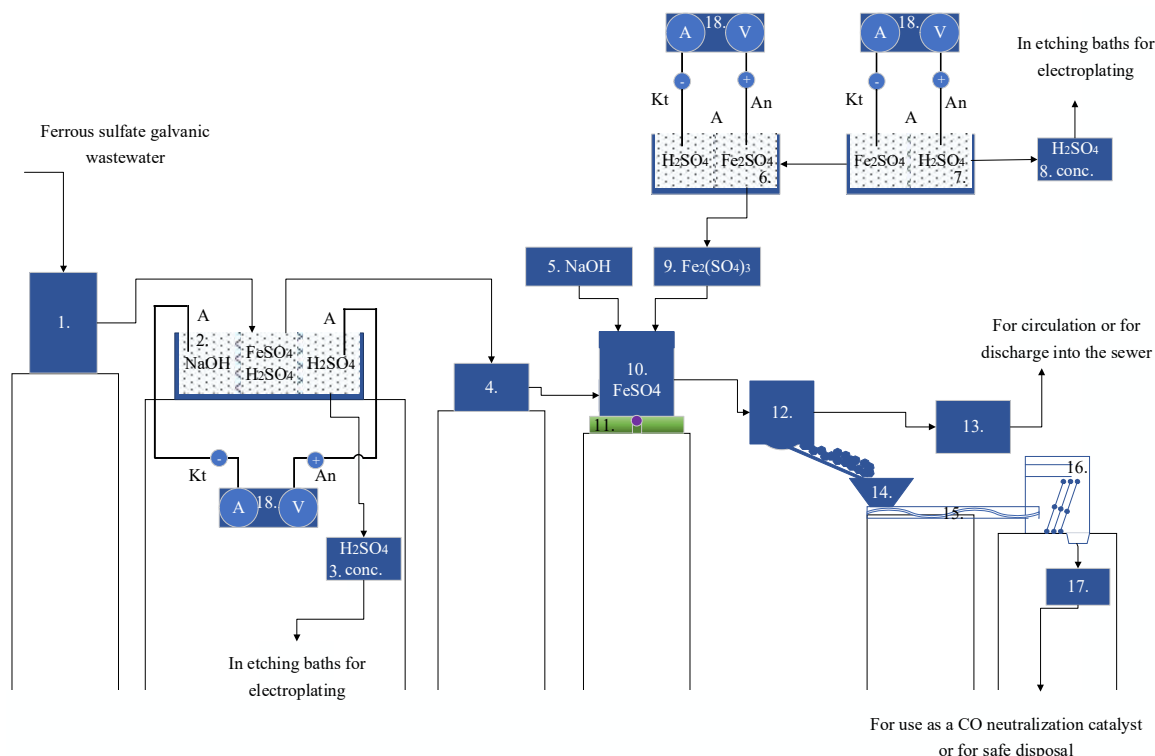 18.
A
V
18.
A
V
In etching baths for
electroplating
-
+
-
+
Kt
An
Kt
An
A
A
Ferrous sulfate galvanic
wastewater
H2SO4
Fe2SO4
6.
Fe2SO4
H2SO4
7.
H2SO4
8. conc.
5. NaOH
9. Fe2(SO4)3
1.
A
A
2.
NaOH
FeSO4
H2SO4
H2SO4
For circulation or for
discharge into the sewer
4.
10.
FeSO4
11.
12.
13.
-
+
Kt
An
A
18.
V
14.
15.
16.
H2SO4
3. conc.
17.
In etching baths for
electroplating
For use as a CO neutralization catalyst
or for safe disposal